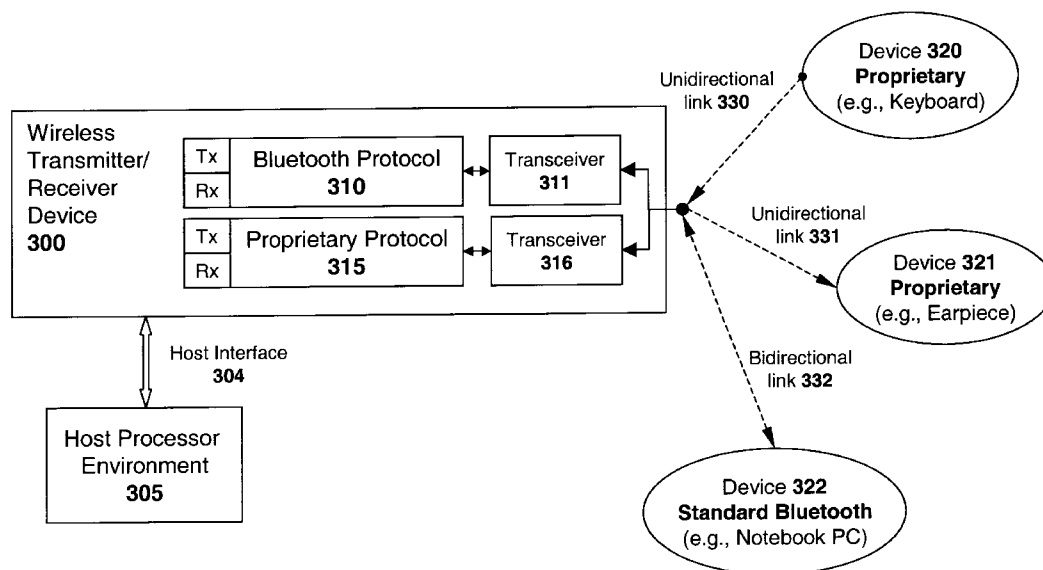 Wireless
Transmitter/
Receiver
Device
300
Tx
Rx
Bluetooth Protocol
310
Transceiver
311
Tx
Rx
Proprietary Protocol
315
Transceiver
316
Host Interface
304
Host Processor
Environment
305
Unidirectional
link 330
Device 320
Proprietary
(e.g., Keyboard)
Unidirectional
link 331
Device 321
Proprietary
(e.g., Earpiece)
Bidirectional
link 332
Device 322
Standard Bluetooth
(e.g., Notebook PC)